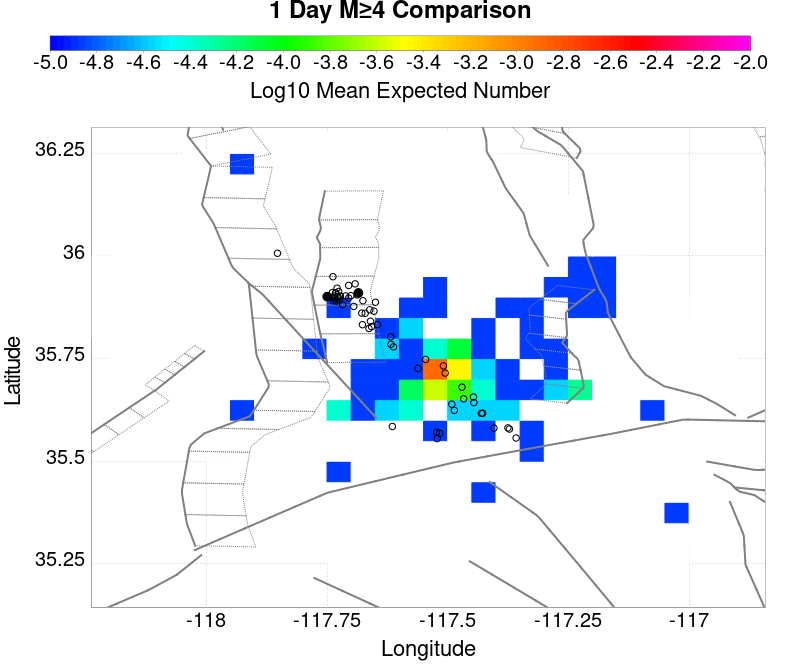 1 Day M≥4 Comparison
-5.0 -4.8 -4.6 -4.4 -4.2 -4.0 -3.8 -3.6 -3.4 -3.2 -3.0 -2.8 -2.6 -2.4 -2.2 -2.0
Log10 Mean Expected Number
36.25
36
35.75
35.5
35.25
Latitude
-118 -117.75 -117.5 -117.25 -117
Longitude